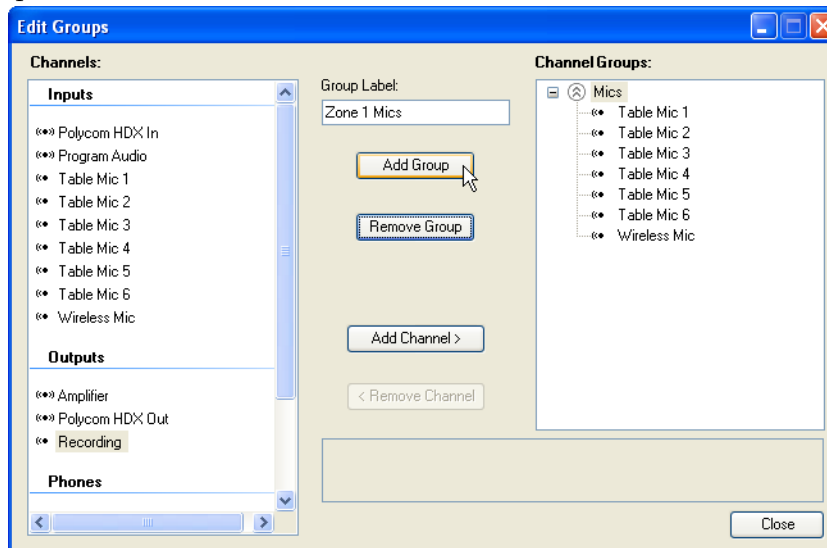 Edit Groups
Channels:
Inputs
Polycom HDX In
Program Audio
Table Mic 1
Table Mic 2
Table Mic 3
Table Mic 4
Table Mic 5
Table Mic 6
Wireless Mic
Outputs
Amplifier
Polycom HDX Out
Recording
Phones
Group Label:
Zone 1 Mics
Add Group
Remove Group
Add Channel >
< Remove Channel
Channel Groups:
Mics
Table Mic 1
Table Mic 2
Table Mic 3
Table Mic 4
Table Mic 5
Table Mic 6
Wireless Mic
Close